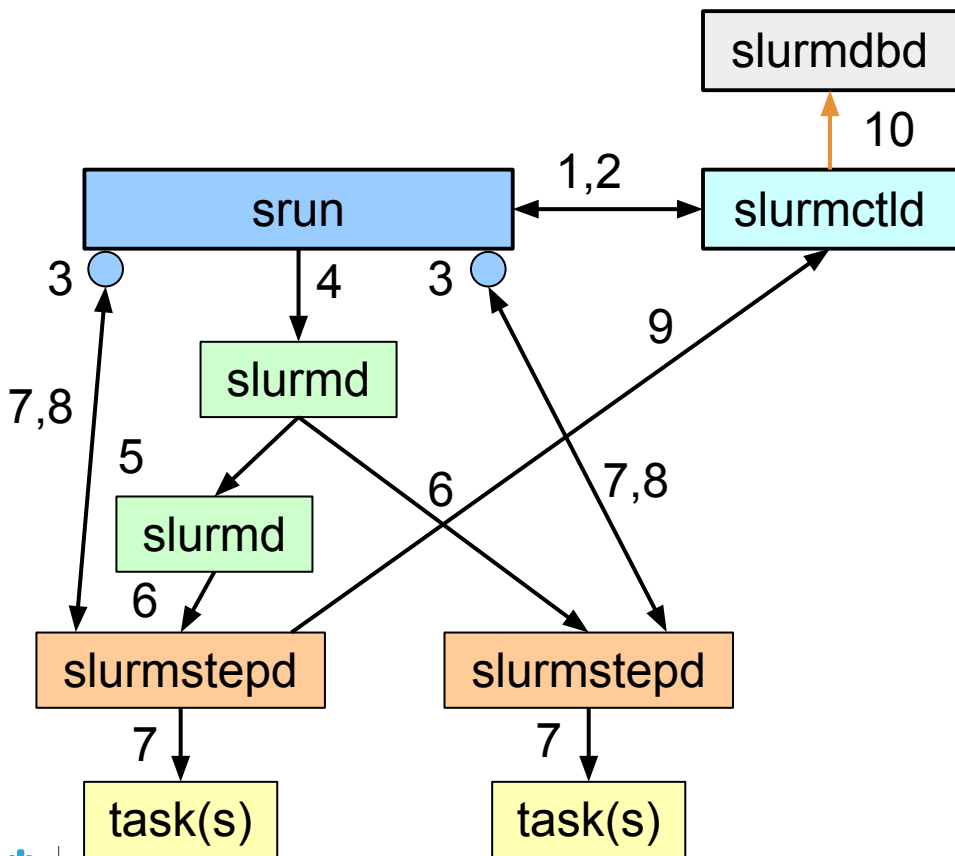 slurmdbd
10
1,2
srun
slurmctld
3
4
3
9
slurmd
7,8
5
6
7,8
slurmd
6
slurmstepd
slurmstepd
7
7
task(s)
task(s)